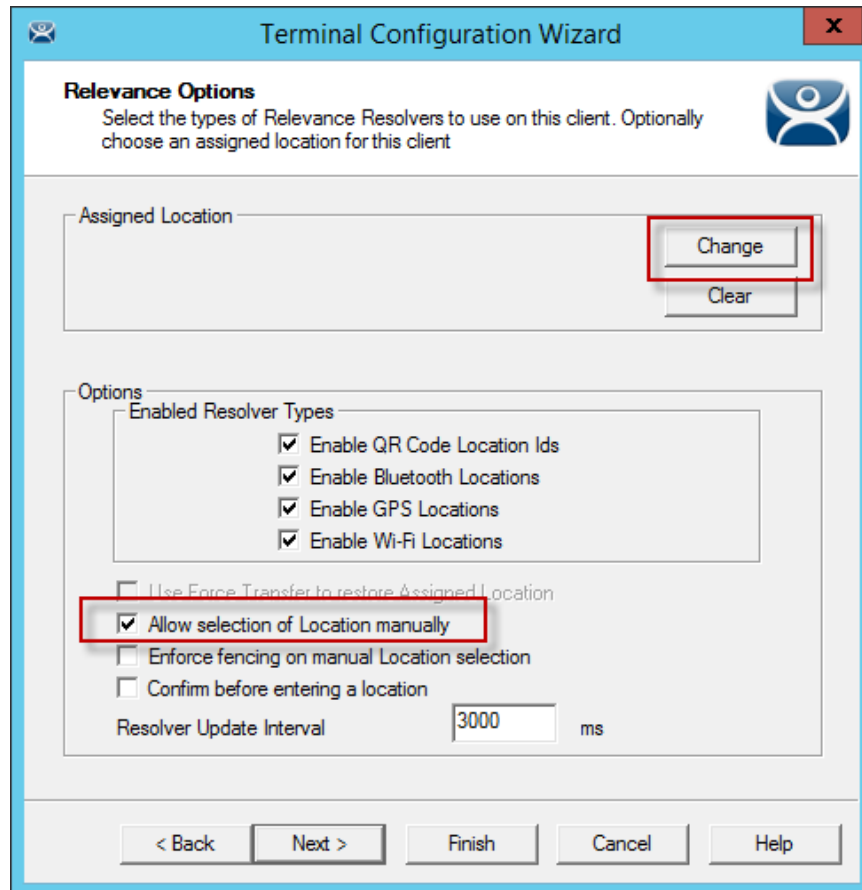 Terminal Configuration Wizard
x
Relevance Options
Select the types of Relevance Resolvers to use on this client. Optionally
choose an assigned location for this client
Assigned Location
Change
Clear
Options
Enabled Resolver Types
Enable QR Code Location Ids
Enable Bluetooth Locations
Enable GPS Locations
Enable Wi-Fi Locations
Use Force Transfer to restore Assigned Location
Allow selection of Location manually
Enforce fencing on manual Location selection
Confirm before entering a location
Resolver Update Interval 3000 ms
< Back Next > Finish Cancel Help